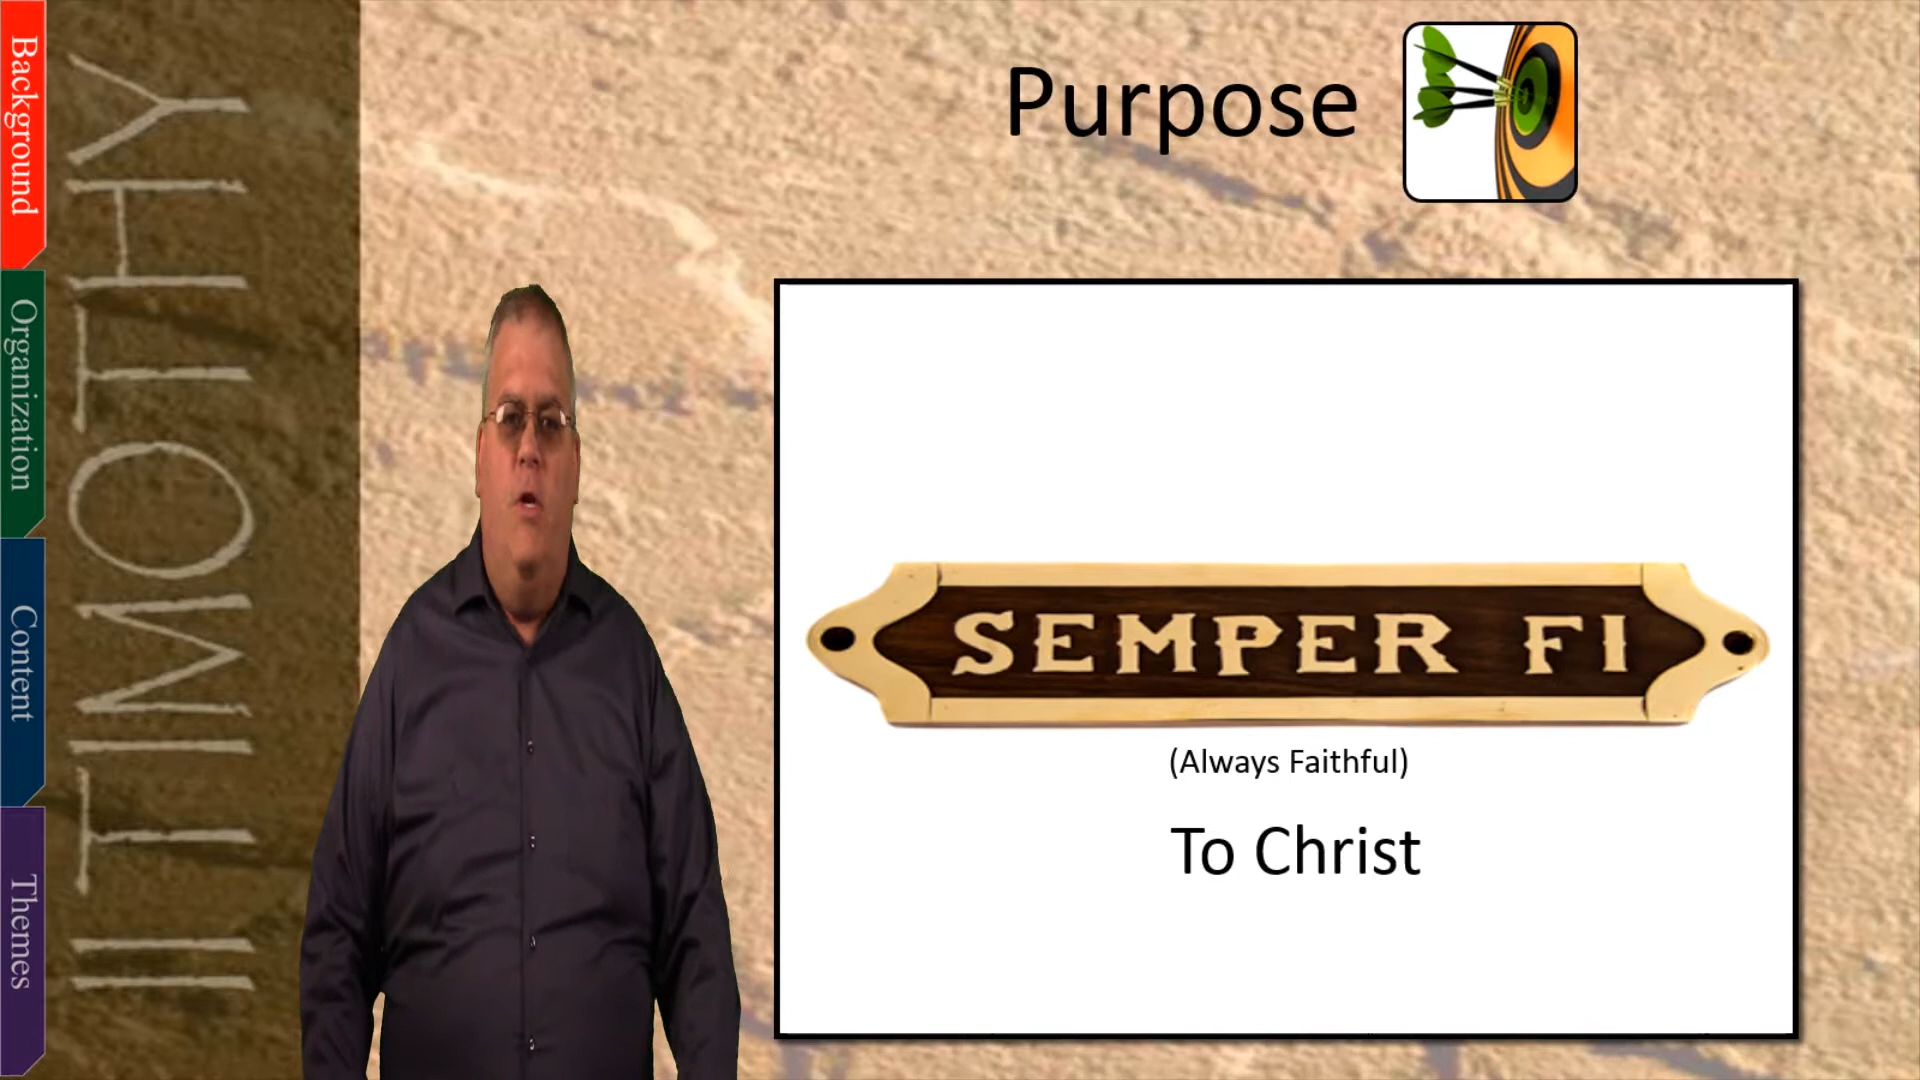 Background
Organization
Content
Themes
II TIMOTHY
Purpose
SEMPER FI
(Always Faithful)
To Christ